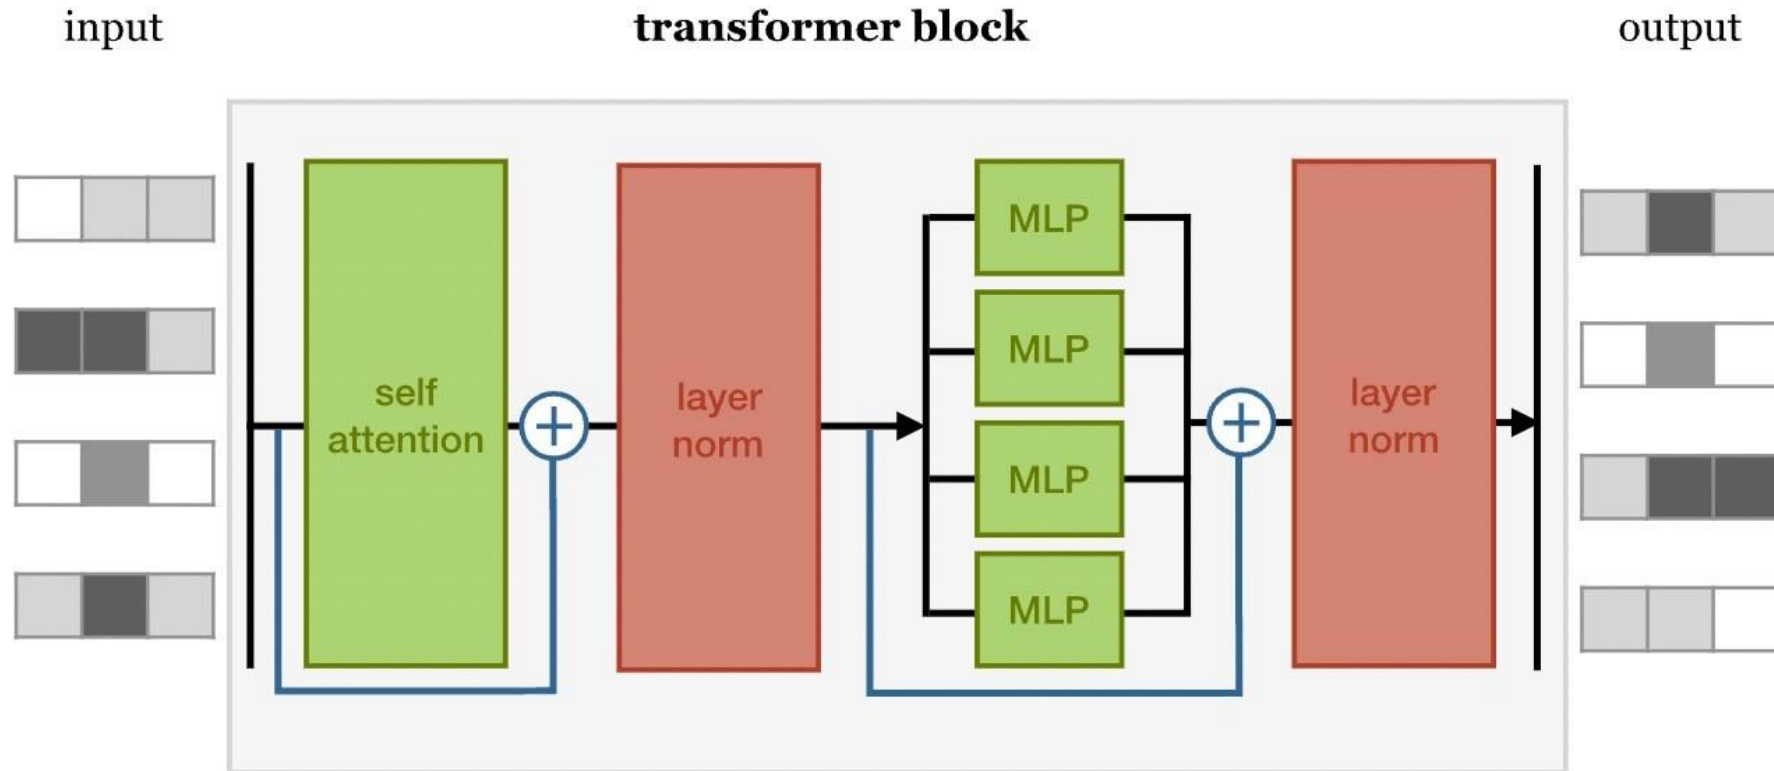 input
transformer block
output
self
attention
layer
norm
MLP
MLP
MLP
MLP
layer
norm